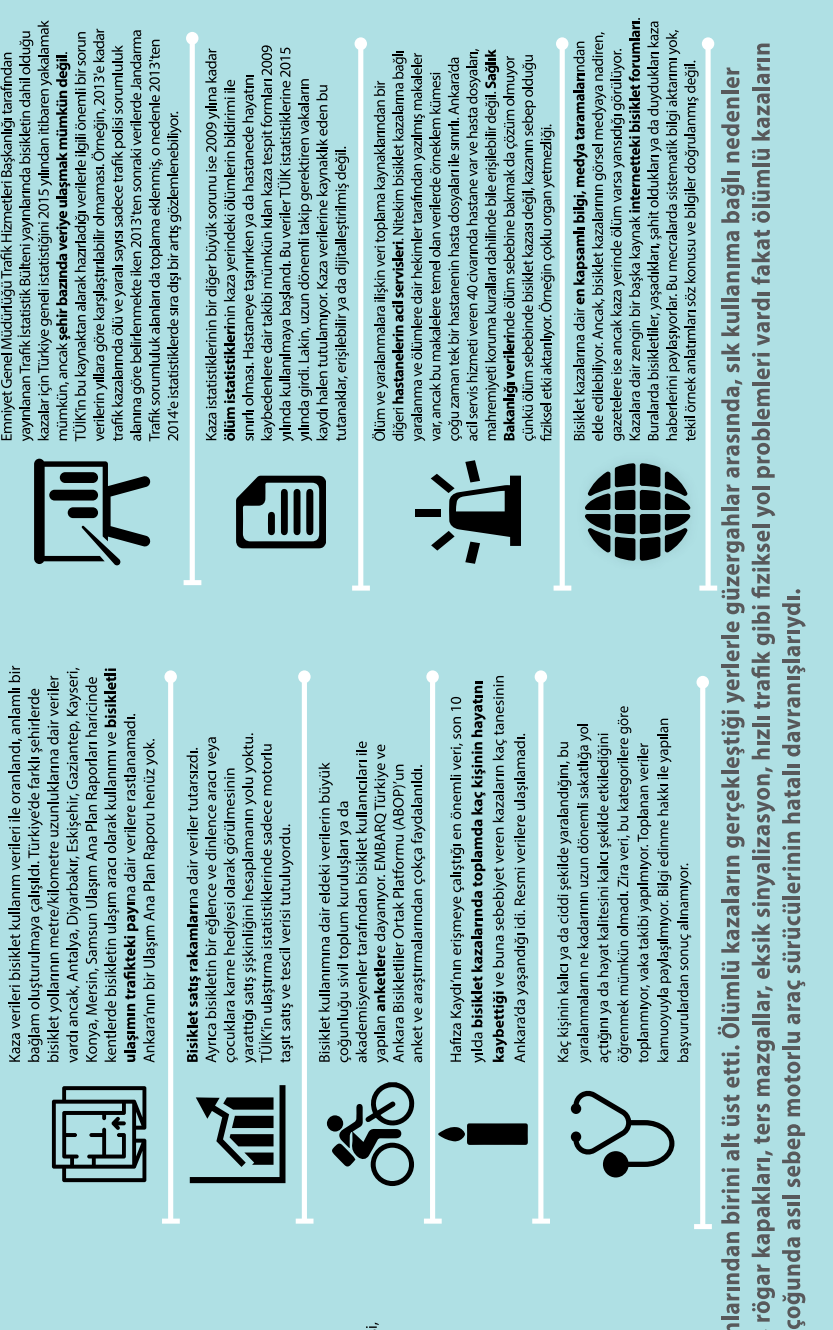 Kaza verileri bisiklet kullanım verileri ile oranlandı, anlamlı bir
bağlam oluşturulmaya çalışıldı. Türkiye’de farklı şehirlerde
bisiklet yollarının metre/kilometre uzunluklarına dair veriler
vardı ancak, Antalya, Diyarbakır, Eskişehir, Gaziantep, Kayseri,
Konya, Mersin, Samsun Ulaşım Ana Plan Raporları haricinde
kentlerde bisikletin ulaşım aracı olarak kullanımı ve bisikletli
ulaşımın trafikteki payına dair verilere rastlanamadı.
Ankara’nın bir Ulaşım Ana Plan Raporu henüz yok.
Bisiklet satış rakamlarına dair veriler tutarsızdı.
Ayrıca bisikletin bir eğlence ve dinlence aracı veya
çocuklara karne hediyesi olarak görülmesinin
yarattığı satış şişkinliğini hesaplamanın yolu yoktu.
TÜİK’in ulaştırma istatistiklerinde sadece motorlu
taşıt satış ve tescil verisi tutuluyordu.
Bisiklet kullanımına dair eldeki verilerin büyük
çoğunluğu sivil toplum kuruluşları ya da
akademisyenler tarafından bisiklet kullanıcıları ile
yapılan anketlere dayanıyor. EMBARQ Türkiye ve
Ankara Bisikletliler Ortak Platformu (ABOP)’un
anket ve araştırmalarından çokça faydalanıldı.
Hafıza Kaydı’nın erişmeye çalıştığı en önemli veri, son 10
yılda bisiklet kazalarında toplamda kaç kişinin hayatını
kaybettiği ve buna sebebiyet veren kazaların kaç tanesinin
Ankara’da yaşandığı idi. Resmi verilere ulaşılamadı.
Kaç kişinin kalıcı ya da ciddi şekilde yaralandığını, bu
yaralanmaların ne kadarının uzun dönemli sakatlığa yol
açtığını ya da hayat kalitesini kalıcı şekilde etkilediğini
öğrenmek mümkün olmadı. Zira veri, bu kategorilere göre
toplanmıyor, vaka takibi yapılmıyor. Toplanan veriler
kamuoyuyla paylaşılmıyor. Bilgi edinme hakkı ile yapılan
başvurulardan sonuç alınamıyor.
Emniyet Genel Müdürlüğü Trafik Hizmetleri Başkanlığı tarafından
yayınlanan Trafik İstatistik Bülteni yayınlarında bisikletin dahil olduğu
kazalar için Türkiye geneli istatistiğini 2015 yılından itibaren yakalamak
mümkün, ancak şehir bazında veriye ulaşmak mümkün değil.
TÜİK’in bu kaynaktan alarak hazırladığı verilerle ilgili önemli bir sorun
verilerin yıllara göre karşılaştırılabilir olmaması. Örneğin, 2013’e kadar
trafik kazalarında ölü ve yaralı sayısı sadece trafik polisi sorumluluk
alanına göre belirlenmekte iken 2013’ten sonraki verilerde Jandarma
Trafik sorumluluk alanları da toplama eklenmiş, o nedenle 2013’ten
2014’e istatistiklerde sıra dışı bir artış gözlemlenebiliyor.
Kaza istatistiklerinin bir diğer büyük sorunu ise 2009 yılına kadar
ölüm istatistiklerinin kaza yerindeki ölümlerin bildirimi ile
sınırlı olması. Hastaneye taşınırken ya da hastanede hayatını
kaybedenlere dair takibi mümkün kılan kaza tespit formları 2009
yılında kullanılmaya başlandı. Bu veriler TÜİK istatistiklerine 2015
yılında girdi. Lakin, uzun dönemli takip gerektiren vakaların
kaydı halen tutulamıyor. Kaza verilerine kaynaklık eden bu
tutanaklar, erişilebilir ya da dijitalleştirilmiş değil.
Ölüm ve yaralanmalara ilişkin veri toplama kaynaklarından bir
diğeri hastanelerin acil servisleri. Nitekim bisiklet kazalarına bağlı
yaralanma ve ölümlere dair hekimler tarafından yazılmış makaleler
var, ancak bu makalelere temel olan verilerde örneklem kümesi
çoğu zaman tek bir hastanenin hasta dosyaları ile sınırlı. Ankara’da
acil servis hizmeti veren 40 civarında hastane var ve hasta dosyaları,
mahremiyeti koruma kuralları dahilinde bile erişilebilir değil. Sağlık
Bakanlığı verilerinde ölüm sebebine bakmak da çözüm olmuyor
çünkü ölüm sebebinde bisiklet kazası değil, kazanın sebep olduğu
fiziksel etki aktarılıyor. Örneğin çoklu organ yetmezliği.
Bisiklet kazalarına dair en kapsamlı bilgi, medya taramalarından
elde edilebiliyor. Ancak, bisiklet kazalarının görsel medyaya nadiren,
gazetelere ise ancak kaza yerinde ölüm varsa yansıdığı görülüyor.
Kazalara dair zengin bir başka kaynak internetteki bisiklet forumları.
Buralarda bisikletliler, yaşadıkları, şahit oldukları ya da duydukları kaza
haberlerini paylaşıyorlar. Bu mecralarda sistematik bilgi aktarımı yok,
tekil örnek anlatımları söz konusu ve bilgiler doğrulanmış değil.
nlarından birini alt üst etti. Ölümlü kazaların gerçekleştiği yerlerle güzergahlar arasında, sık kullanıma bağlı nedenler
rögar kapakları, ters mazgallar, eksik sinyalizasyon, hızlı trafik gibi fiziksel yol problemleri vardı fakat ölümlü kazaların
çoğunda asıl sebep motorlu araç sürücülerinin hatalı davranışlarıydı.